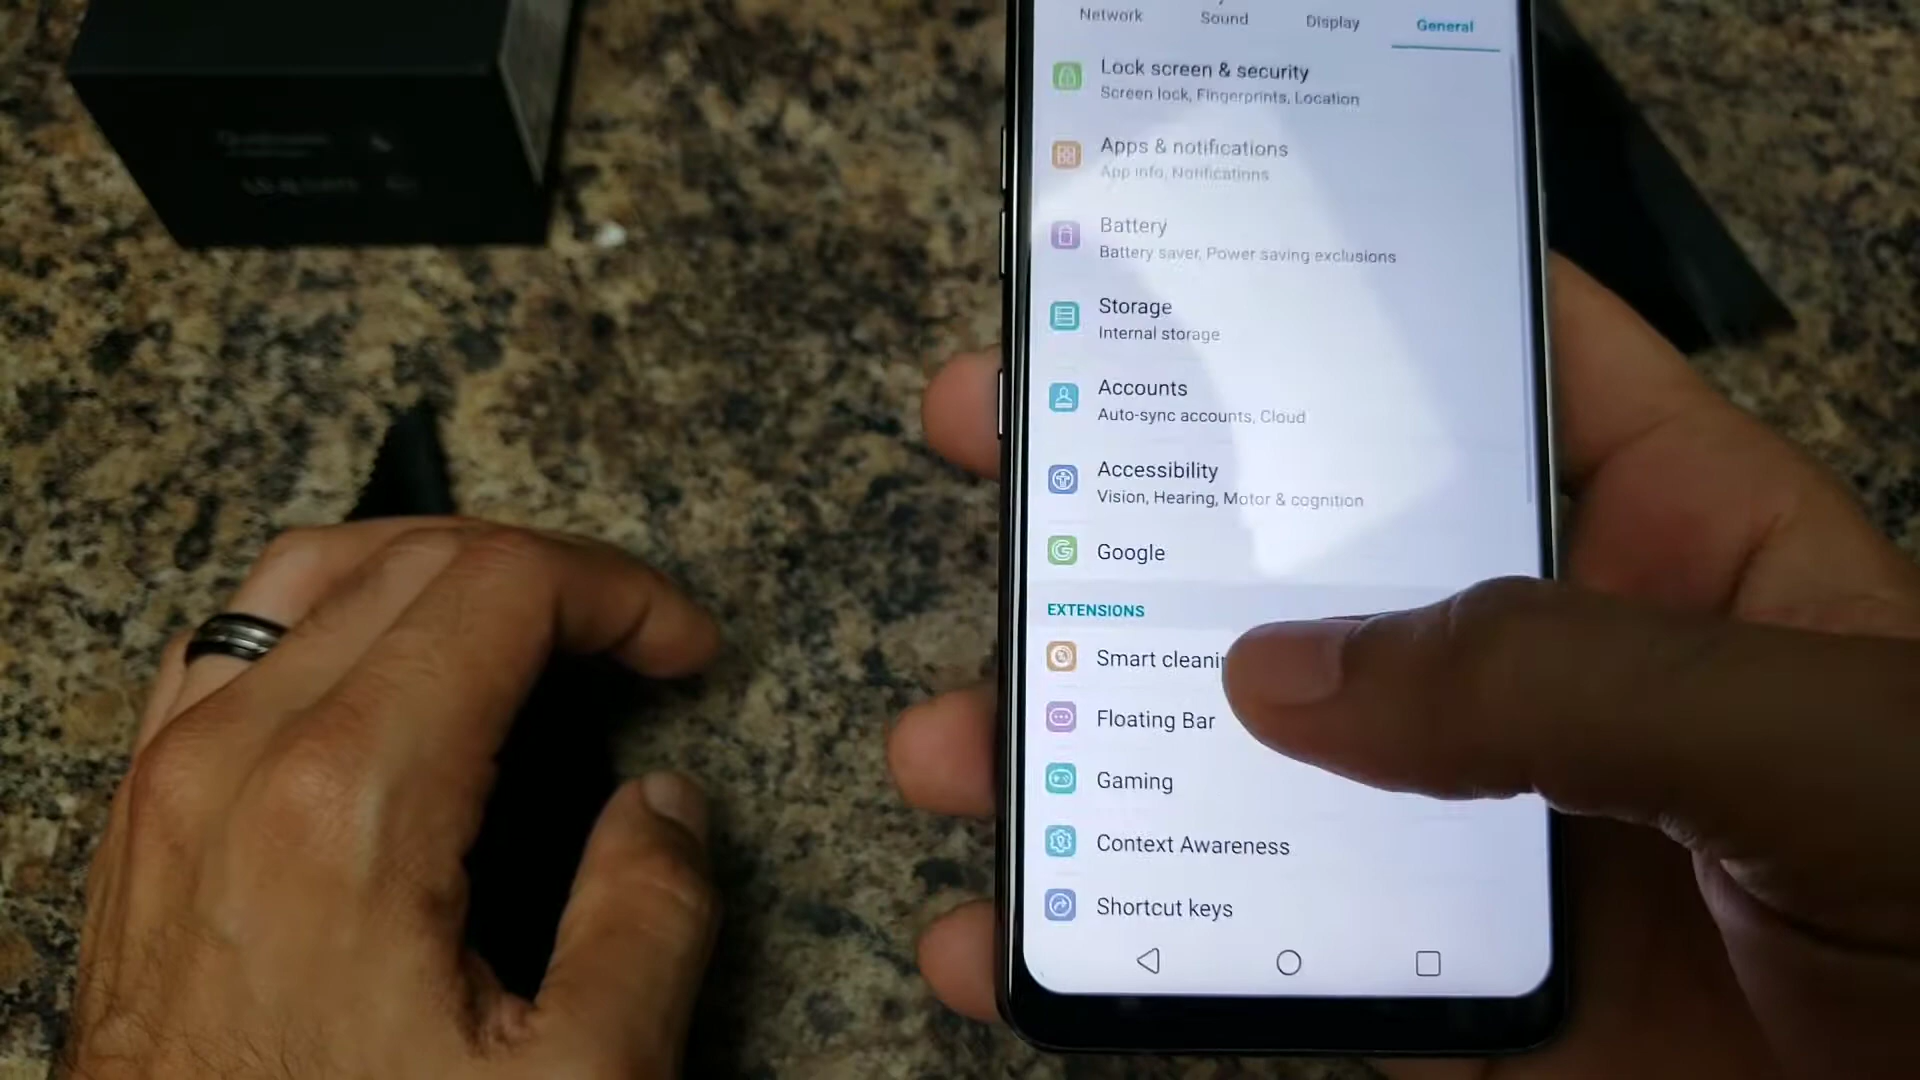 Network Sound Display General
Lock screen & security
Screen lock, Fingerprints, Location
Apps & notifications
App info, Notifications
Battery
Battery saver, Power saving exclusions
Storage
Internal storage
Accounts
Auto-sync accounts, Cloud
Accessibility
Vision, Hearing, Motor & cognition
Google
EXTENSIONS
Smart
Floating Bar
Gaming
Context Awareness
Shortcut keys